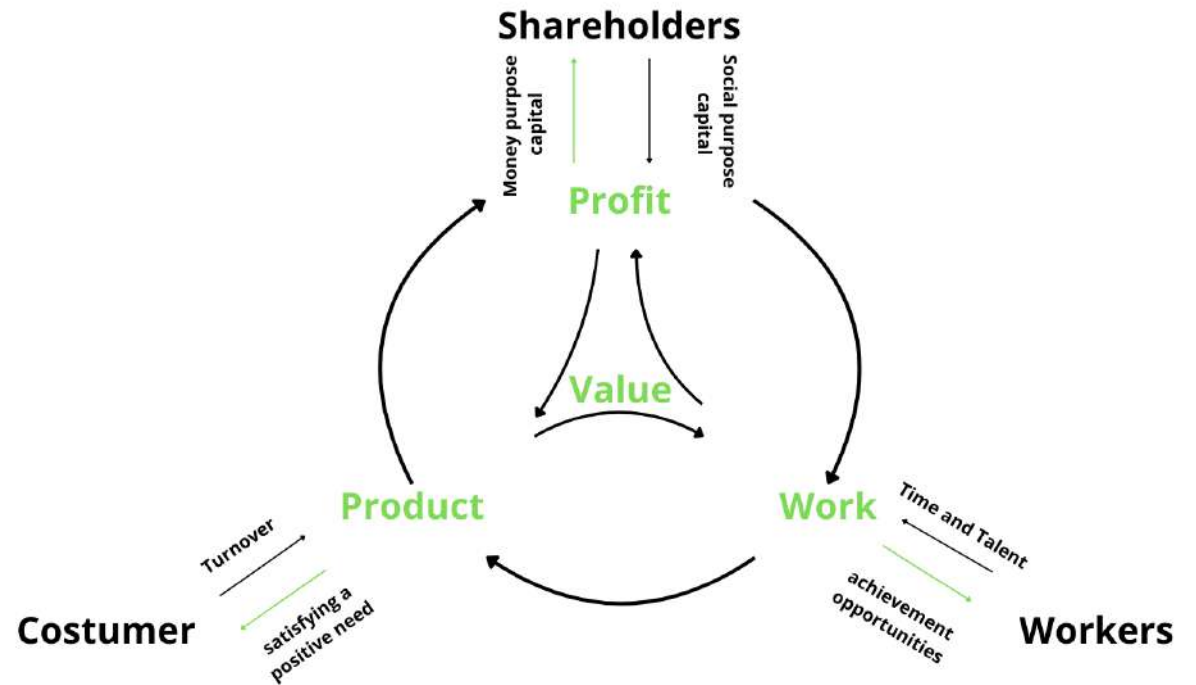 Shareholders
Money purpose
capital
Social purpose
capital
Profit
Value
Product
Work
Turnover
satisfying a
positive need
Time and Talent
achievement
opportunities
Costumer
Workers